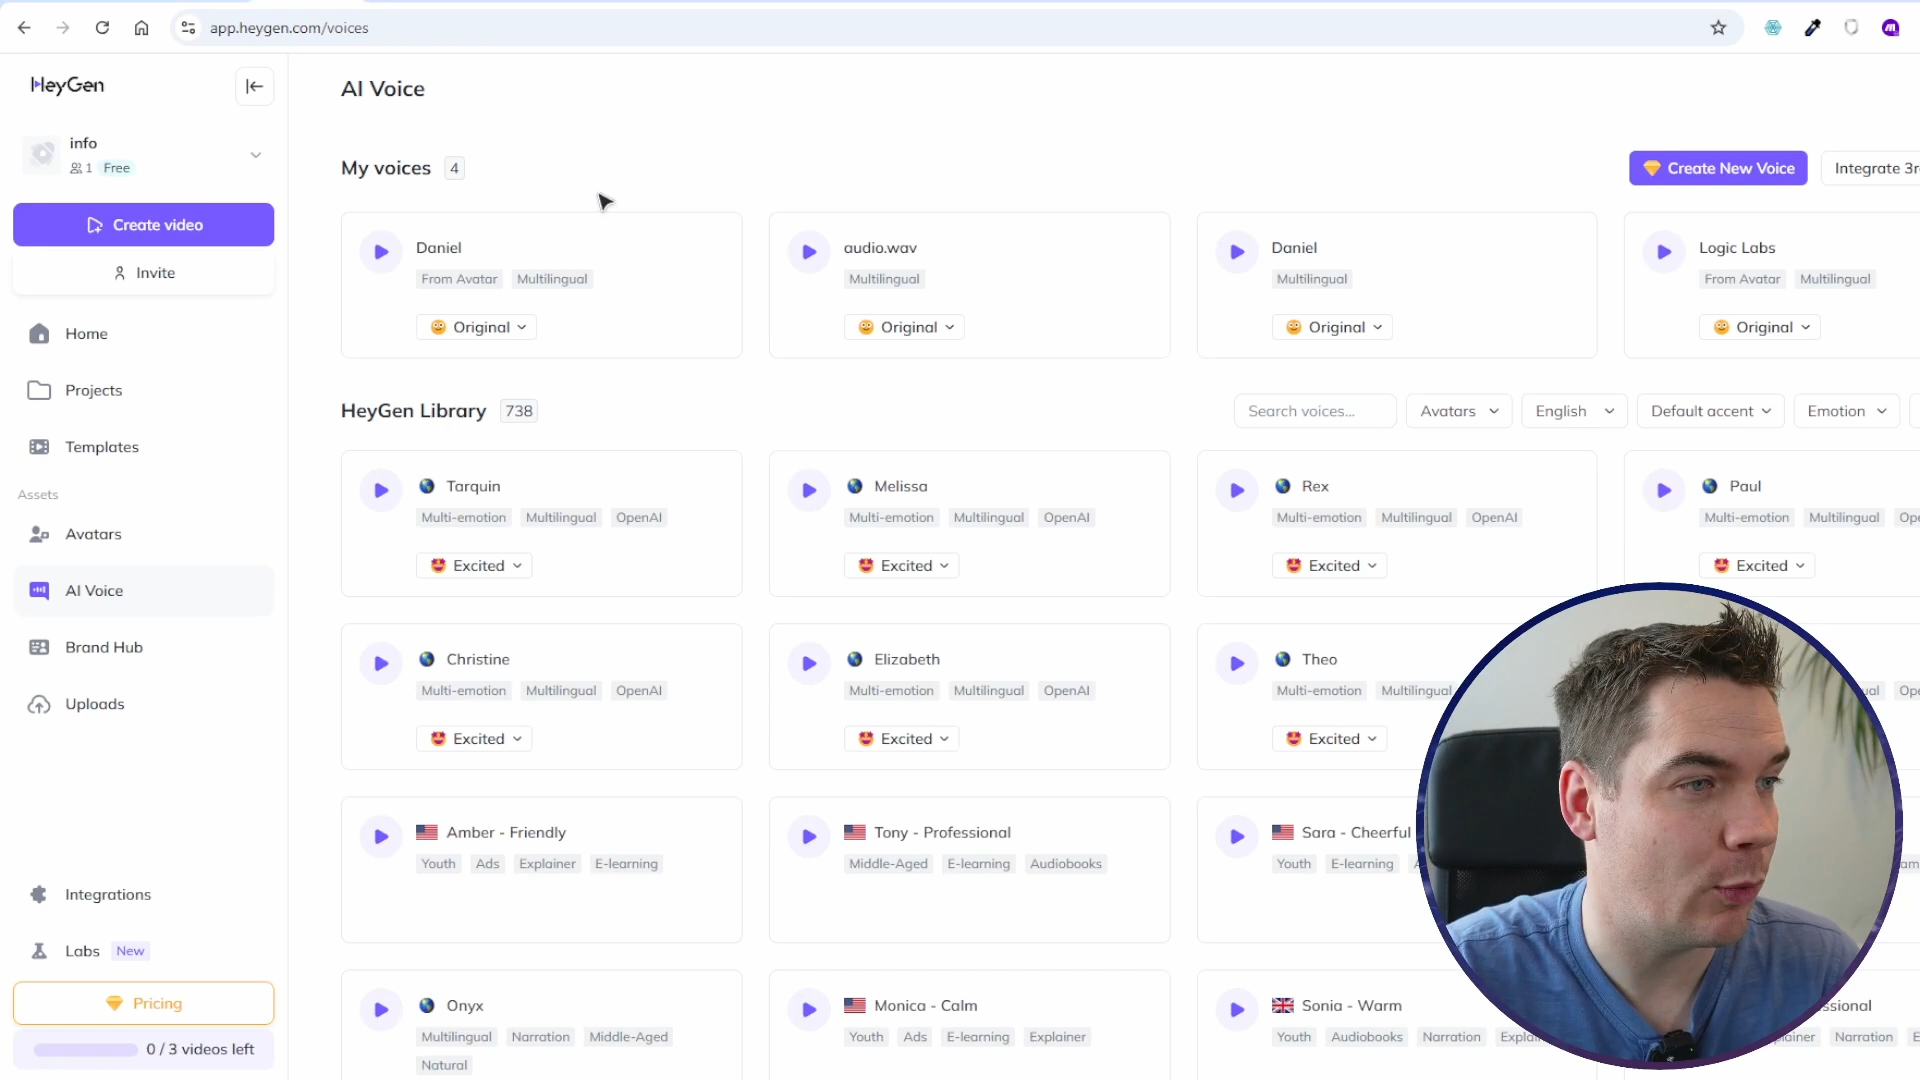 app.heygen.com/voices
HeyGen
info
1 Free
Create video
Invite
Home
Projects
Templates
Assets
Avatars
AI Voice
Brand Hub
Uploads
Integrations
Labs New
Pricing
0 / 3 videos left
AI Voice
My voices 4
Create New Voice
Integrate 3r
Daniel
From Avatar Multilingual
Original
audio.wav
Multilingual
Original
Daniel
Multilingual
Original
Logic Labs
From Avatar Multilingual
Original
HeyGen Library 738
Search voices...
Avatars
English
Default accent
Emotion
Tarquin
Multi-emotion Multilingual OpenAI
Excited
Melissa
Multi-emotion Multilingual OpenAI
Excited
Rex
Multi-emotion Multilingual OpenAI
Excited
Paul
Multi-emotion Multilingual Ope
Excited
Christine
Multi-emotion Multilingual OpenAI
Excited
Elizabeth
Multi-emotion Multilingual OpenAI
Excited
Theo
Multi-emotion Multilingual
Excited
Amber - Friendly
Youth Ads Explainer E-learning
Tony - Professional
Middle-Aged E-learning Audiobooks
Sara - Cheerful
Youth E-learning
Onyx
Multilingual Narration Middle-Aged
Natural
Monica - Calm
Youth Ads E-learning Explainer
Sonia - Warm
Youth Audiobooks Narration Explai
Narration